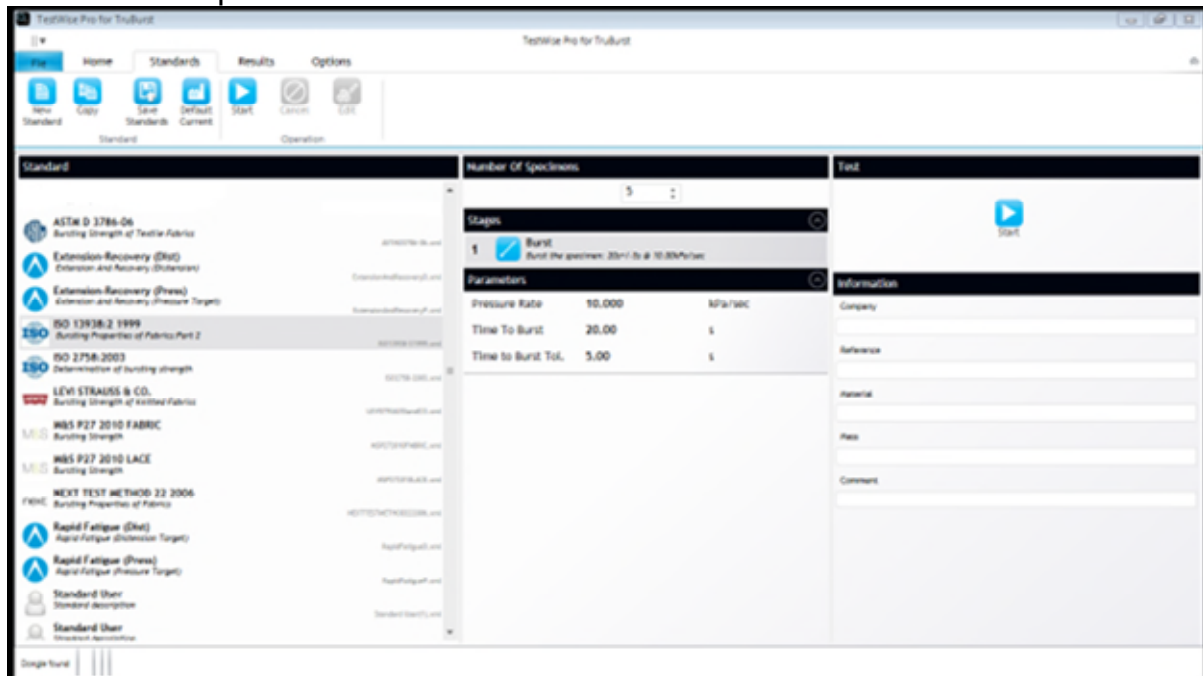 TestWise Pro for TruBurst
TestWise Pro for TruBurst
File Home Standards Results Options
New Standard
Copy
Save Standards
Default Current
Start
Cancel
Edit
Standard
Operation
Standard
ASTM D 3786-06
Bursting Strength of Textile Fabrics
Extension-Recovery (Dist)
Extension And Recovery (Distension)
Extension-Recovery (Press)
Extension and Recovery (Pressure Target)
ISO 13938:2 1999
Bursting Properties of Fabrics Part 2
ISO 2758:2003
Determination of bursting strength
LEVI STRAUSS & CO.
Bursting Strength of Knitted Fabrics
M&S P27 2010 FABRIC
Bursting Strength
M&S P27 2010 LACE
Bursting Strength
next NEXT TEST METHOD 22 2006
Bursting Properties of Fabrics
Rapid Fatigue (Dist)
Rapid Fatigue (Distension Target)
Rapid Fatigue (Press)
Rapid Fatigue (Pressure Target)
Standard User
Standard description
Standard User
Number Of Specimens
5
Stages
1 Burst
Burst the specimen: 20+/-5s @ 10.00kPa/sec
Parameters
Pressure Rate 10.000 kPa/sec
Time To Burst 20.00 s
Time to Burst Tol. 5.00 s
Test
Start
Information
Company
Reference
Material
Comment
Dongle found